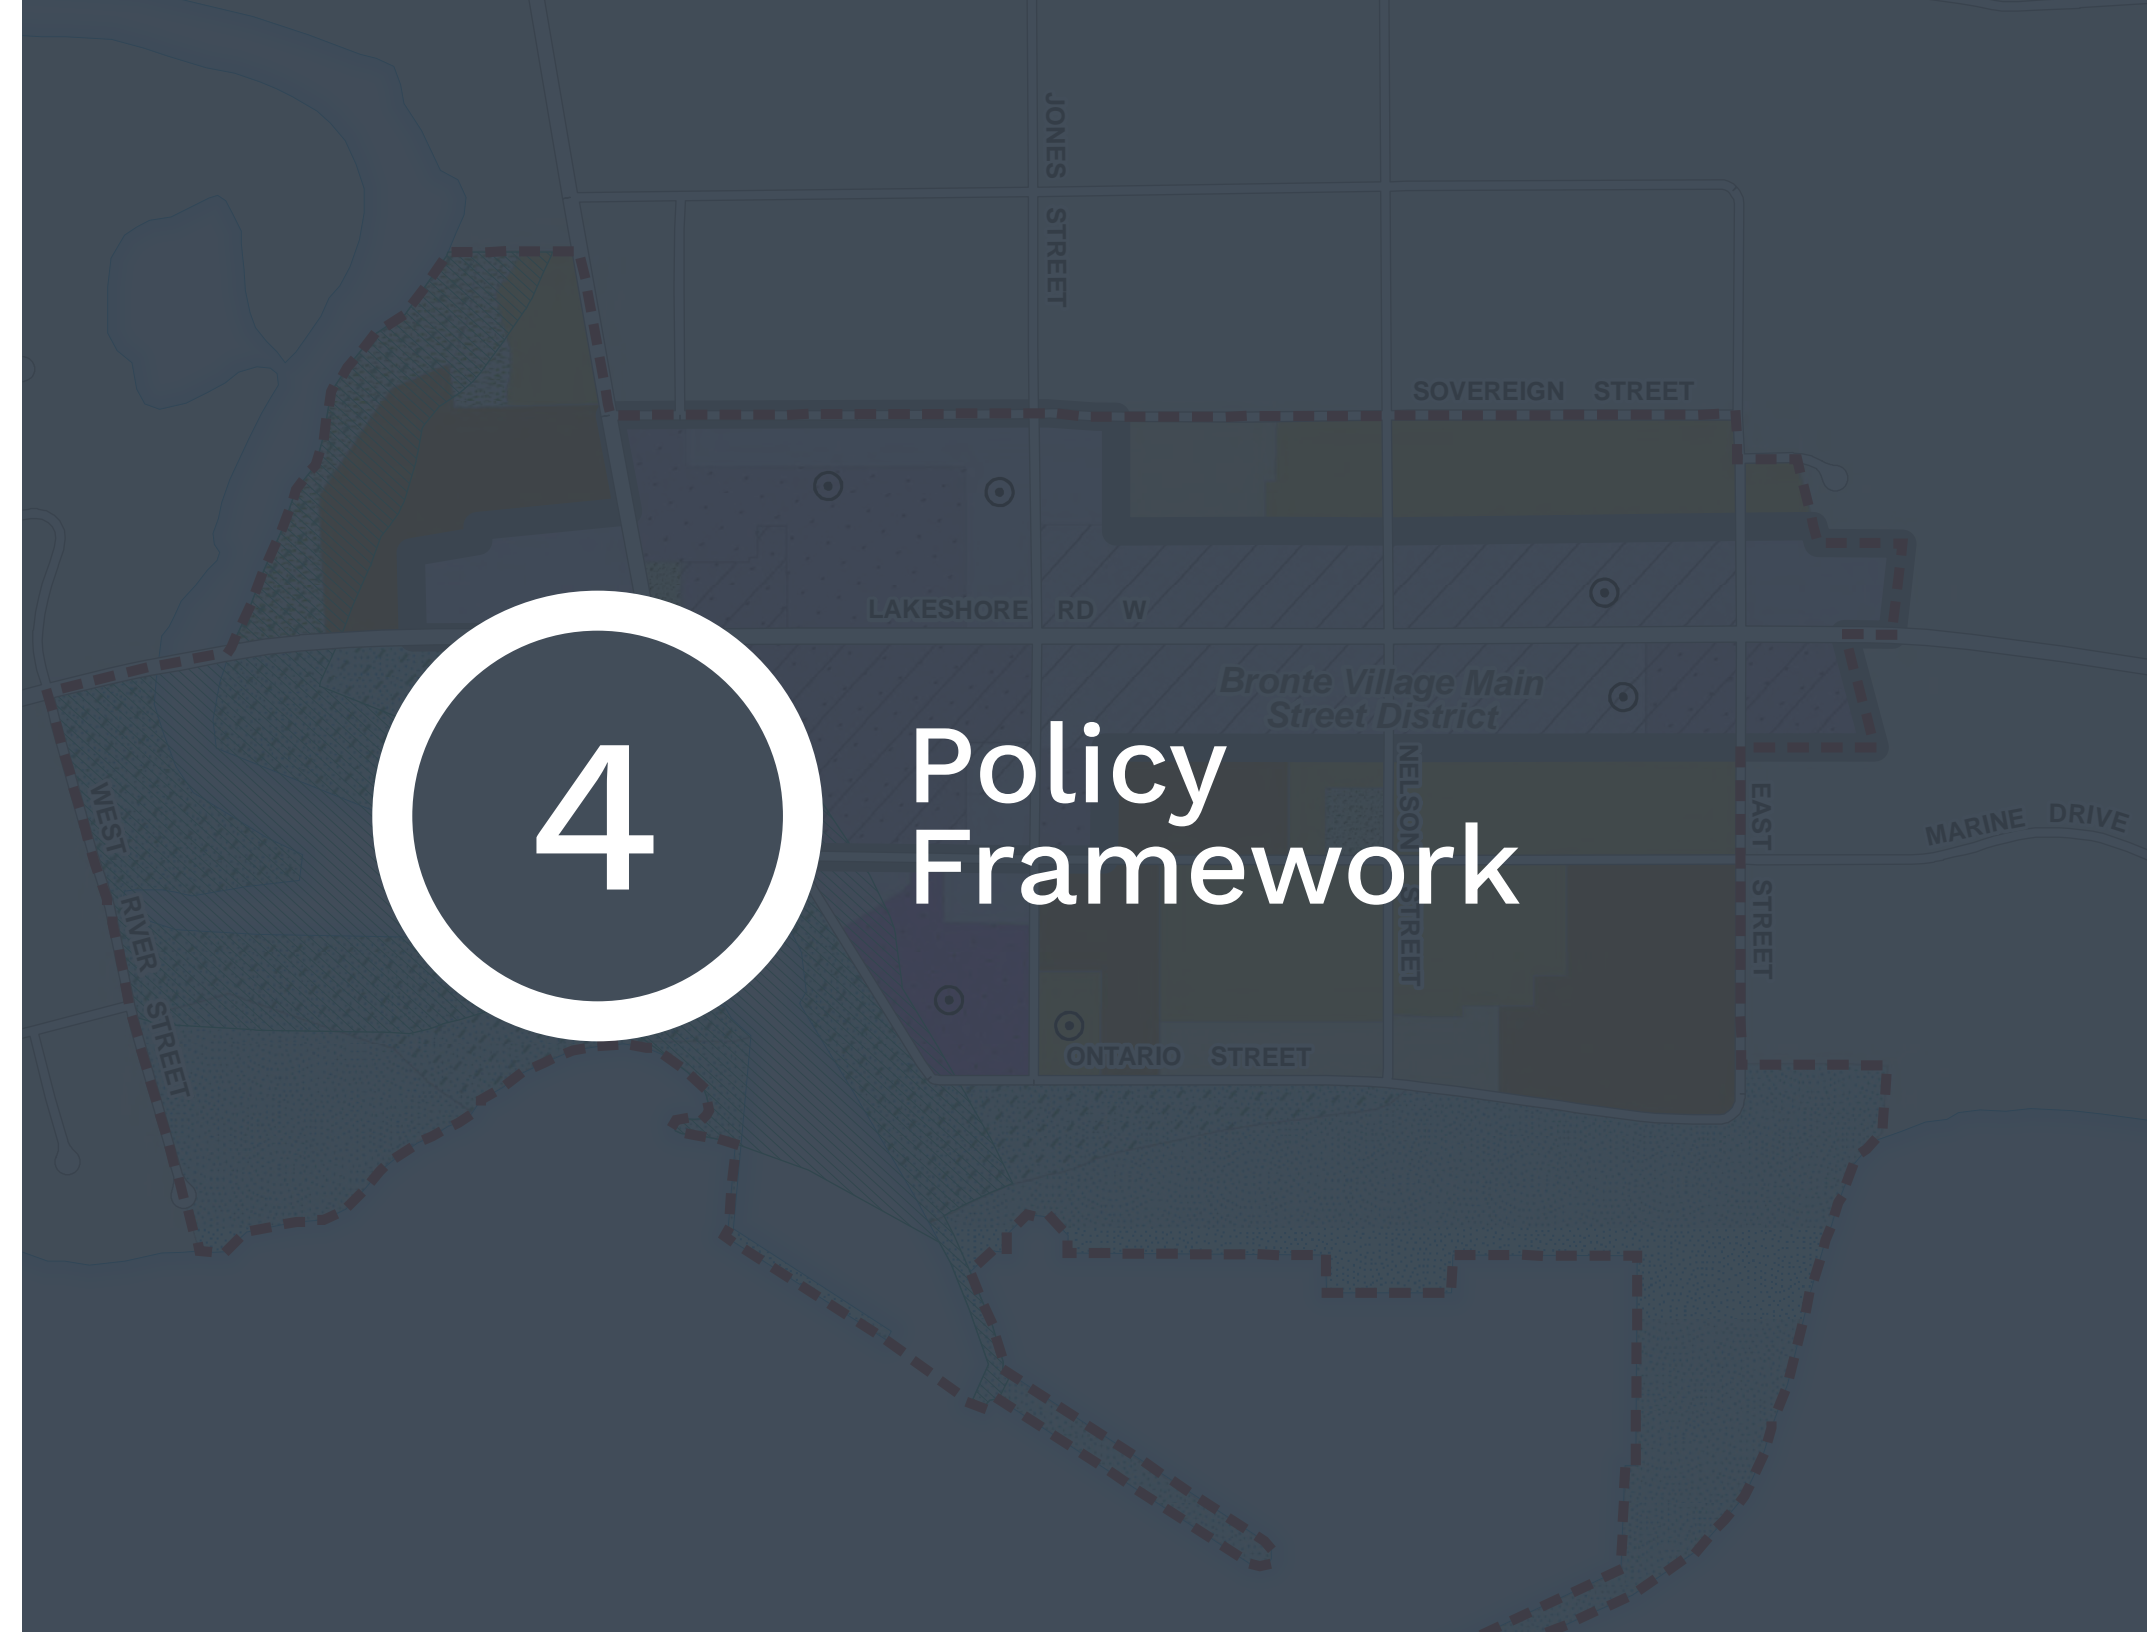 JONES STREET
SOVEREIGN STREET
LAKESHORE RD W
Bronte Village Main
Street District
4
Policy
Framework
NELSON STREET
EAST STREET
MARINE DRIVE
WEST RIVER STREET
ONTARIO STREET